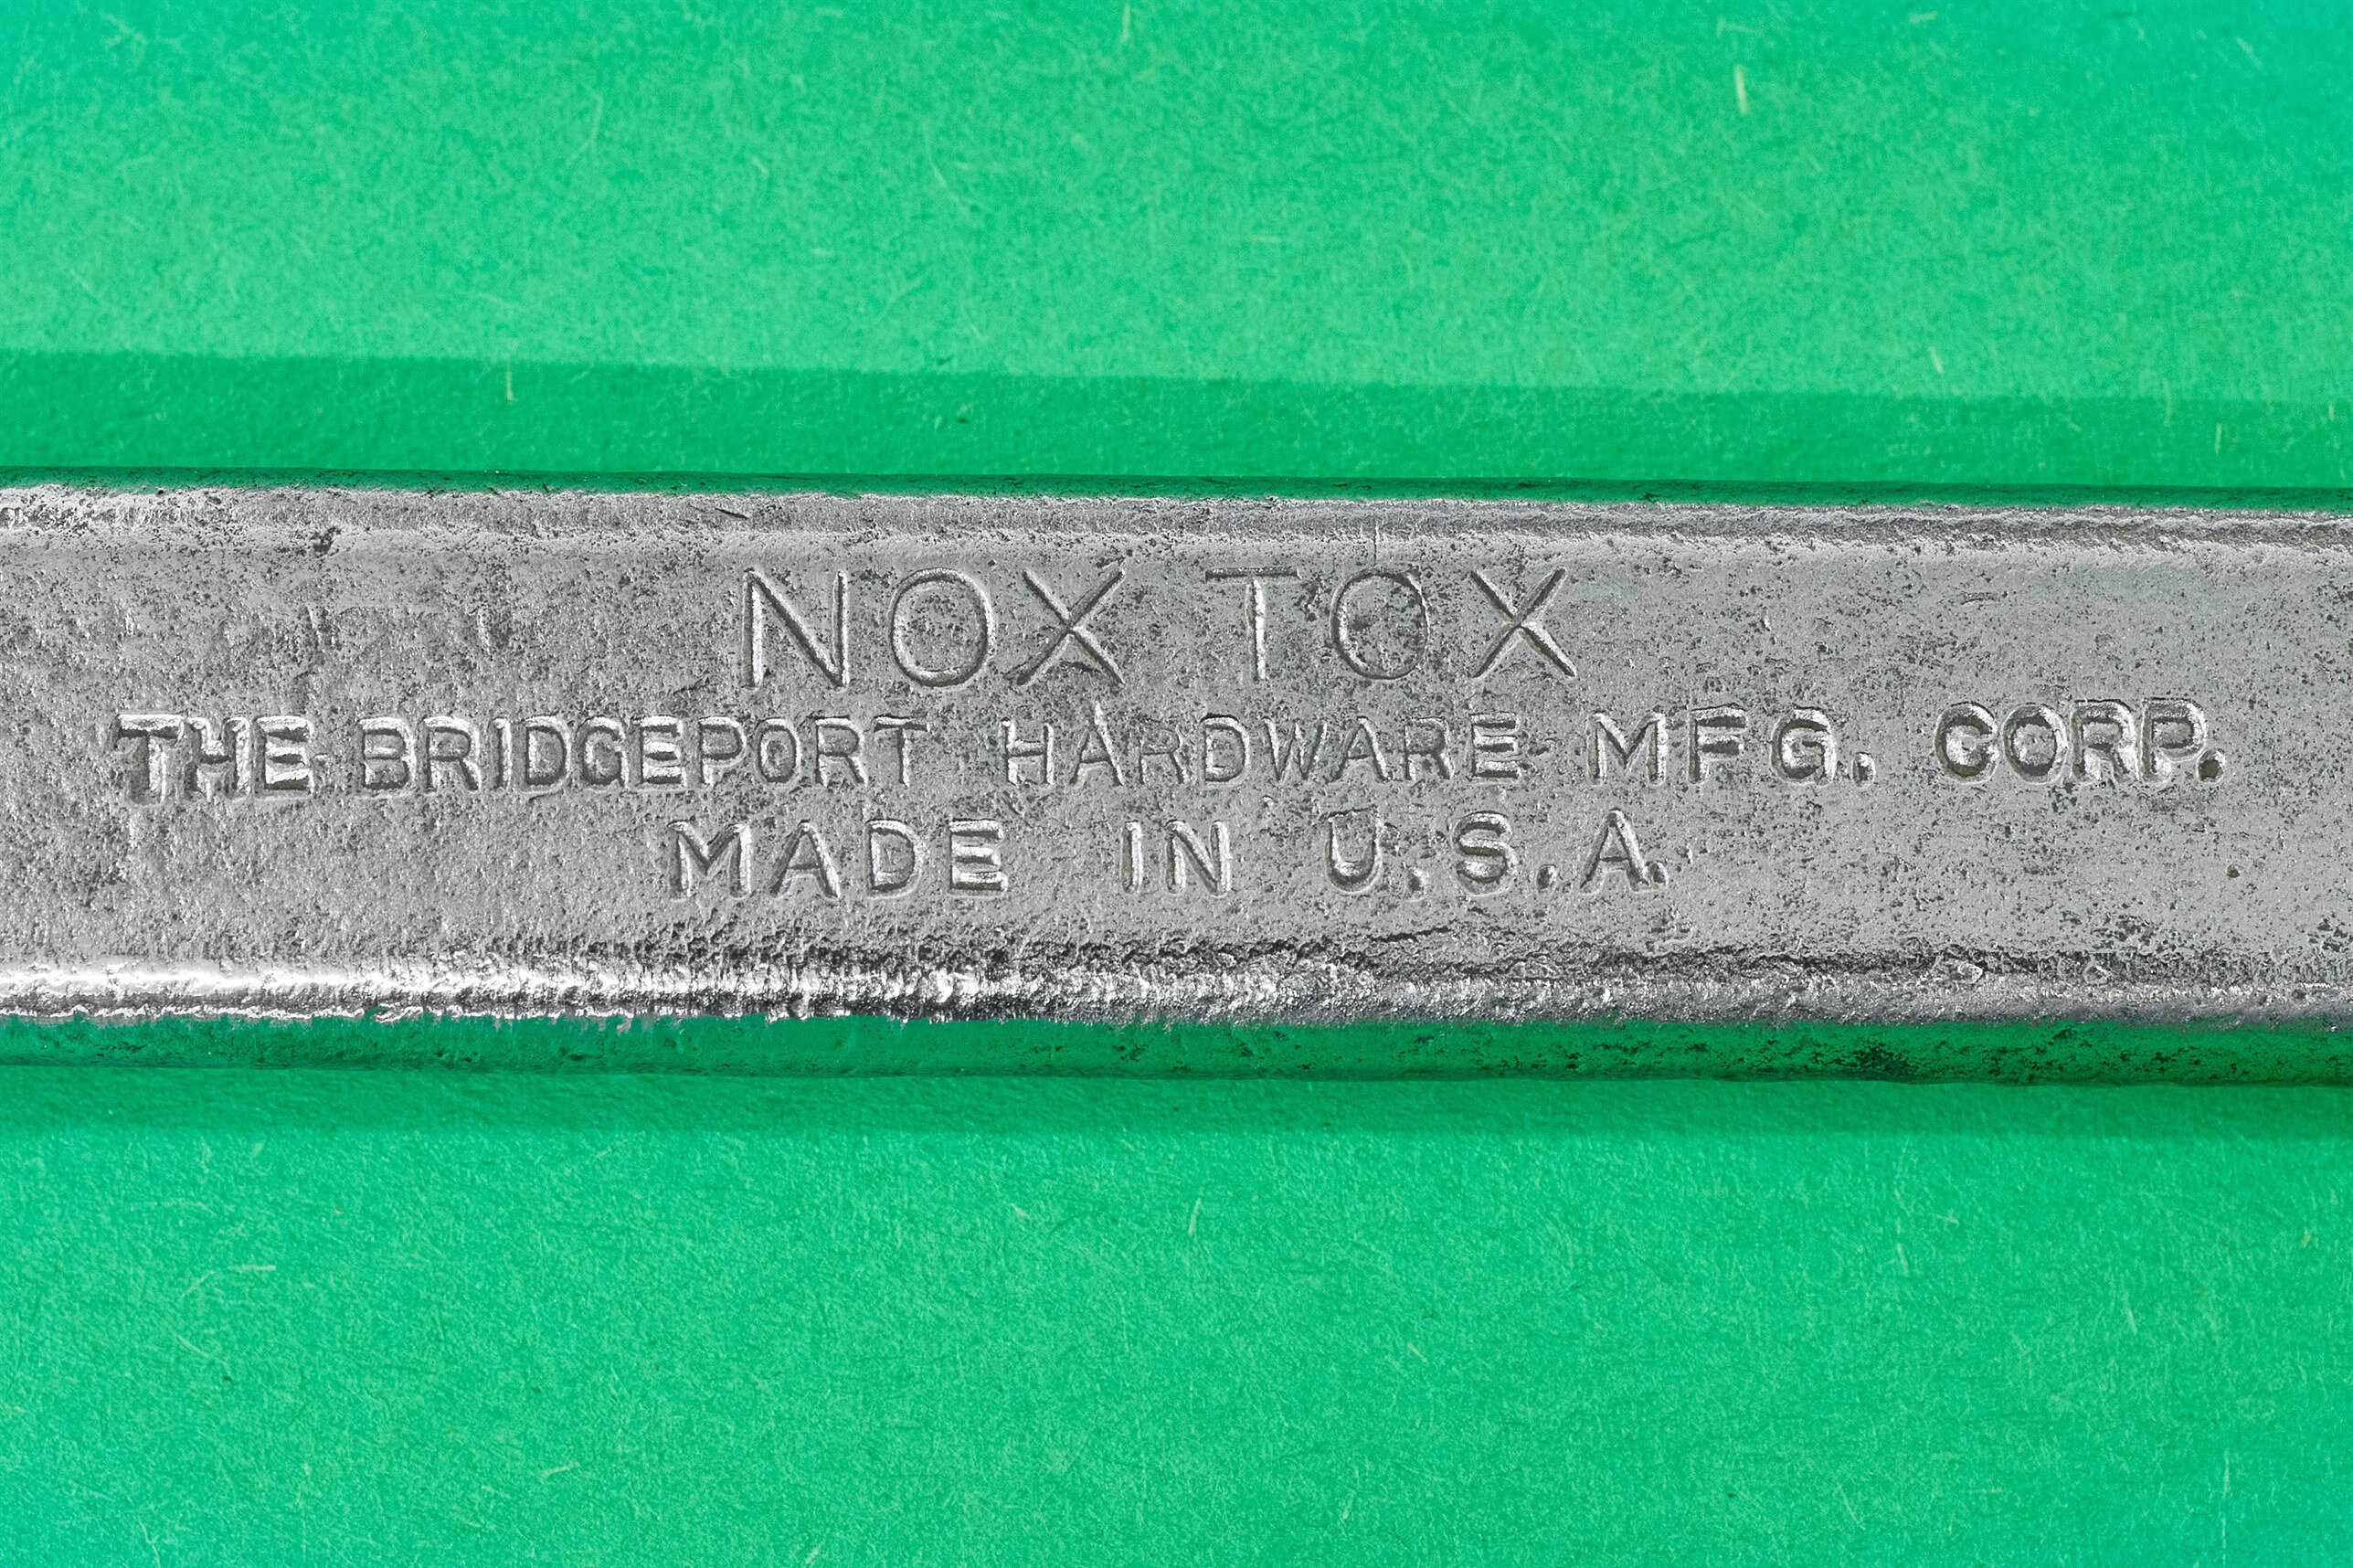 NOX TOX
THE BRIDGEPORT HARDWARE MFG. CORP.
MADE IN U.S.A.